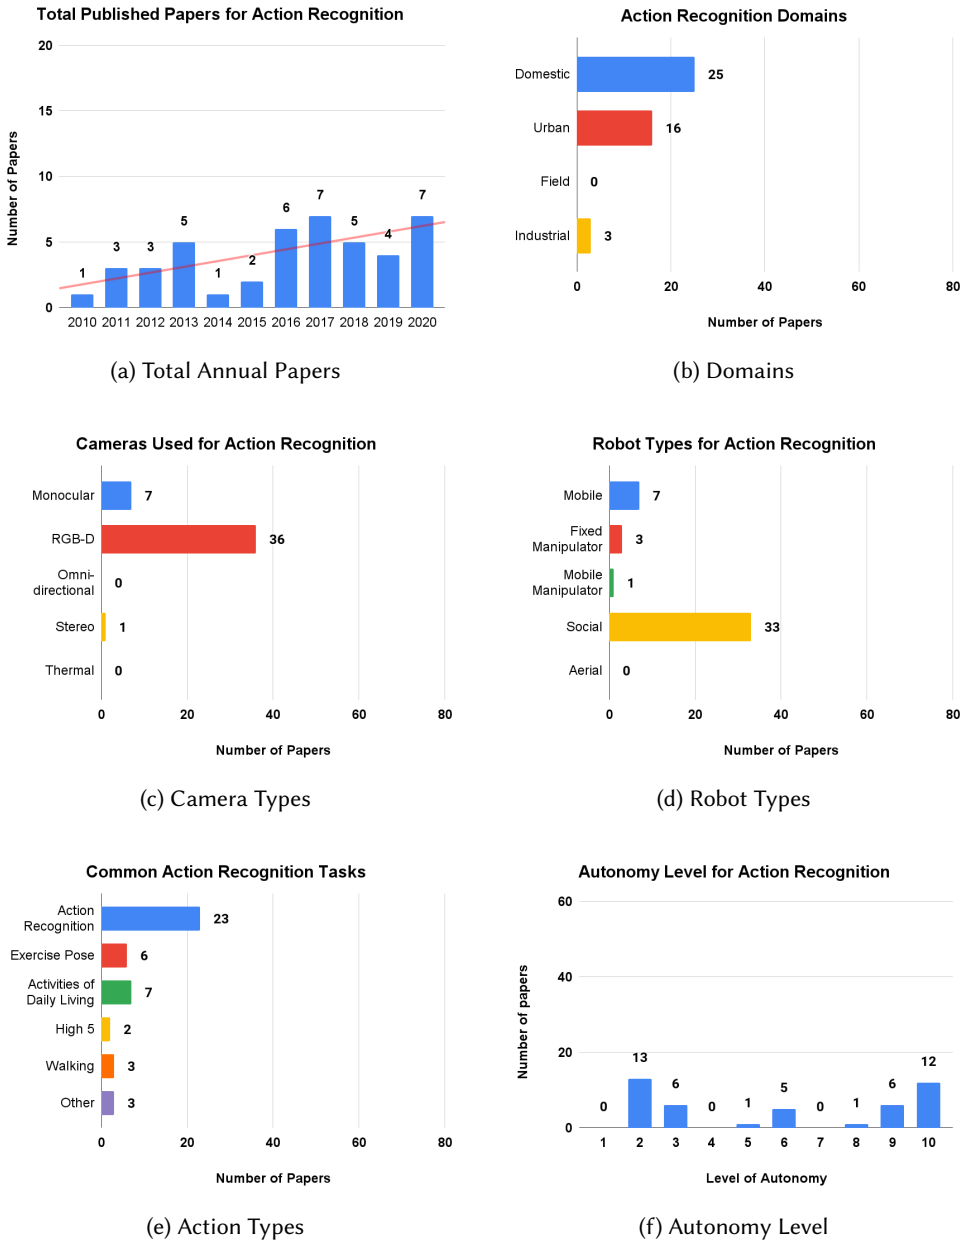 Total Published Papers for Action Recognition
Number of Papers
20
15
10
5
0
1
3
3
5
1
2
6
7
5
4
7
2010 2011 2012 2013 2014 2015 2016 2017 2018 2019 2020
(a) Total Annual Papers
Action Recognition Domains
Domestic
25
Urban
16
Field
0
Industrial
3
0 20 40 60 80
Number of Papers
(b) Domains
Cameras Used for Action Recognition
Monocular
7
RGB-D
36
Omni-
directional
0
Stereo
1
Thermal
0
0 20 40 60 80
Number of Papers
(c) Camera Types
Robot Types for Action Recognition
Mobile
7
Fixed
Manipulator
3
Mobile
Manipulator
1
Social
33
Aerial
0
0 20 40 60 80
Number of Papers
(d) Robot Types
Common Action Recognition Tasks
Action
Recognition
23
Exercise Pose
6
Activities of
Daily Living
7
High 5
2
Walking
3
Other
3
0 20 40 60 80
Number of Papers
(e) Action Types
Autonomy Level for Action Recognition
Number of papers
60
40
20
0
0
13
6
0
1
5
0
1
6
12
1 2 3 4 5 6 7 8 9 10
Level of Autonomy
(f) Autonomy Level